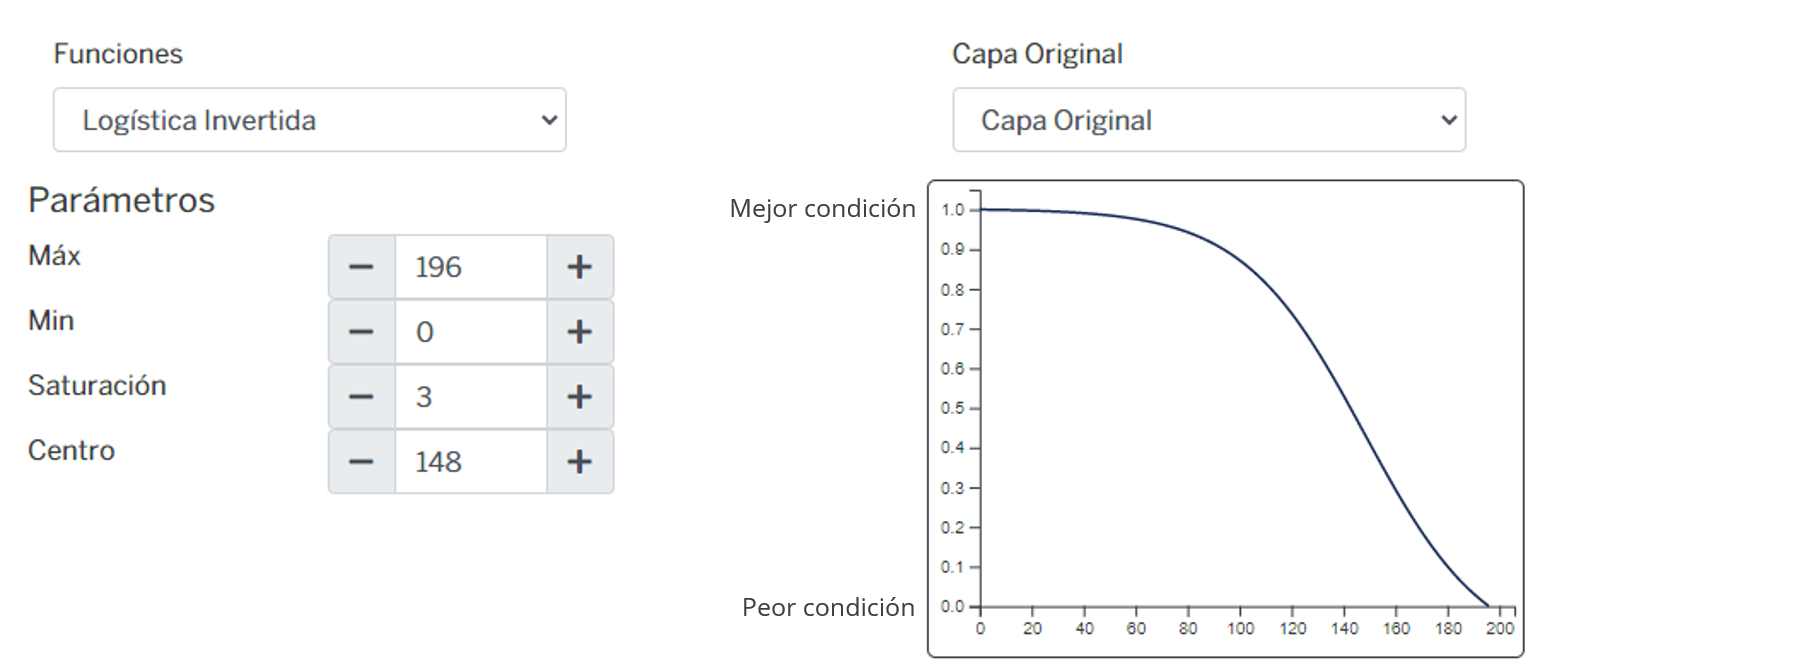 Funciones
Logística Invertida
Parámetros
Máx
196
Min
0
Saturación
3
Centro
148
Capa Original
Capa Original
Mejor condición
Peor condición
1.0
0.9
0.8
0.7
0.6
0.5
0.4
0.3
0.2
0.1
0.0
0 20 40 60 80 100 120 140 160 180 200